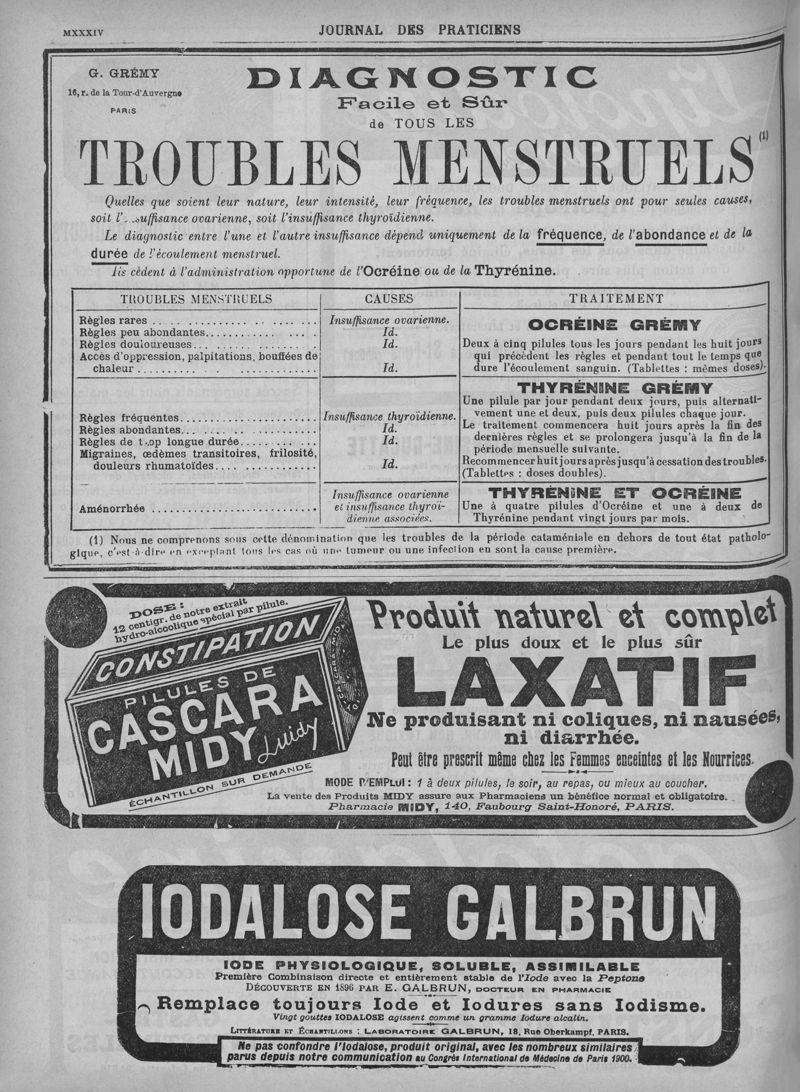 MXXXIV
JOURNAL DES PRATICIENS
G. GRÉMY
16, r. de la Tour-d'Auvergne
PARIS
DIAGNOSTIC
Facile et Sûr
de TOUS LES
TROUBLES MENSTRUELS (1)
Quelles que soient leur nature, leur intensité, leur fréquence, les troubles menstruels ont pour seules causes,
soit l'insuffisance ovarienne, soit l'insuffisance thyroïdienne.
Le diagnostic entre l'une et l'autre insuffisance dépend uniquement de la fréquence, de l'abondance et de la
durée de l'écoulement menstruel.
Ils cèdent à l'administration opportune de l'Ocréine ou de la Thyrénine.
TROUBLES MENSTRUELS
CAUSES
TRAITEMENT
Règles rares
Règles peu abondantes
Règles douloureuses
Accès d'oppression, palpitations, bouffées de
chaleur
Insuffisance ovarienne.
Id.
Id.
Id.
OCRÉINE GRÉMY
Deux à cinq pilules tous les jours pendant les huit jours
qui précèdent les règles et pendant tout le temps que
dure l'écoulement sanguin. (Tablettes : mêmes doses).
Règles fréquentes
Règles abondantes
Règles de trop longue durée
Migraines, œdèmes transitoires, frilosité,
douleurs rhumatoïdes
Insuffisance thyroïdienne.
Id.
Id.
Id.
THYRÉNINE GRÉMY
Une pilule par jour pendant deux jours, puis alternati-
vement une et deux, puis deux pilules chaque jour.
Le traitement commencera huit jours après la fin des
dernières règles et se prolongera jusqu'à la fin de la
période mensuelle suivante.
Recommencer huit jours après jusqu'à cessation des troubles.
(Tablettes : doses doubles).
Aménorrhée
Insuffisance ovarienne
et insuffisance thyroï-
dienne associées.
THYRÉNINE ET OCRÉINE
Une à quatre pilules d'Ocréine et une à deux de
Thyrénine pendant vingt jours par mois.
(1) Nous ne comprenons sous cette dénomination que les troubles de la période cataméniale en dehors de tout état patholo-
gique, c'est-à-dire en exceptant tous les cas où une tumeur ou une infection en sont la cause première.
DOSE :
12 centigr. de notre extrait
hydro-alcoolique spécial par pilule.
CONSTIPATION
PILULES DE
CASCARA
MIDY
Midy
ÉCHANTILLON SUR DEMANDE
Produit naturel et complet
Le plus doux et le plus sûr
LAXATIF
Ne produisant ni coliques, ni nausées,
ni diarrhée.
Peut être prescrit même chez les Femmes enceintes et les Nourrices.
MODE D'EMPLOI : 1 à deux pilules, le soir, au repas, ou mieux au coucher.
La vente des Produits MIDY assure aux Pharmaciens un bénéfice normal et obligatoire.
Pharmacie MIDY, 140, Faubourg Saint-Honoré, PARIS.
IODALOSE GALBRUN
IODE PHYSIOLOGIQUE, SOLUBLE, ASSIMILABLE
Première Combinaison directe et entièrement stable de l'Iode avec la Peptone
DÉCOUVERTE EN 1896 PAR E. GALBRUN, DOCTEUR EN PHARMACIE
Remplace toujours Iode et Iodures sans Iodisme.
Vingt gouttes IODALOSE agissent comme un gramme Iodure alcalin.
LITTÉRATURE ET ÉCHANTILLONS : LABORATOIRE GALBRUN, 18, Rue Oberkampf, PARIS.
Ne pas confondre l'Iodalose, produit original, avec les nombreux similaires
parus depuis notre communication au Congrès International de Médecine de Paris 1900.